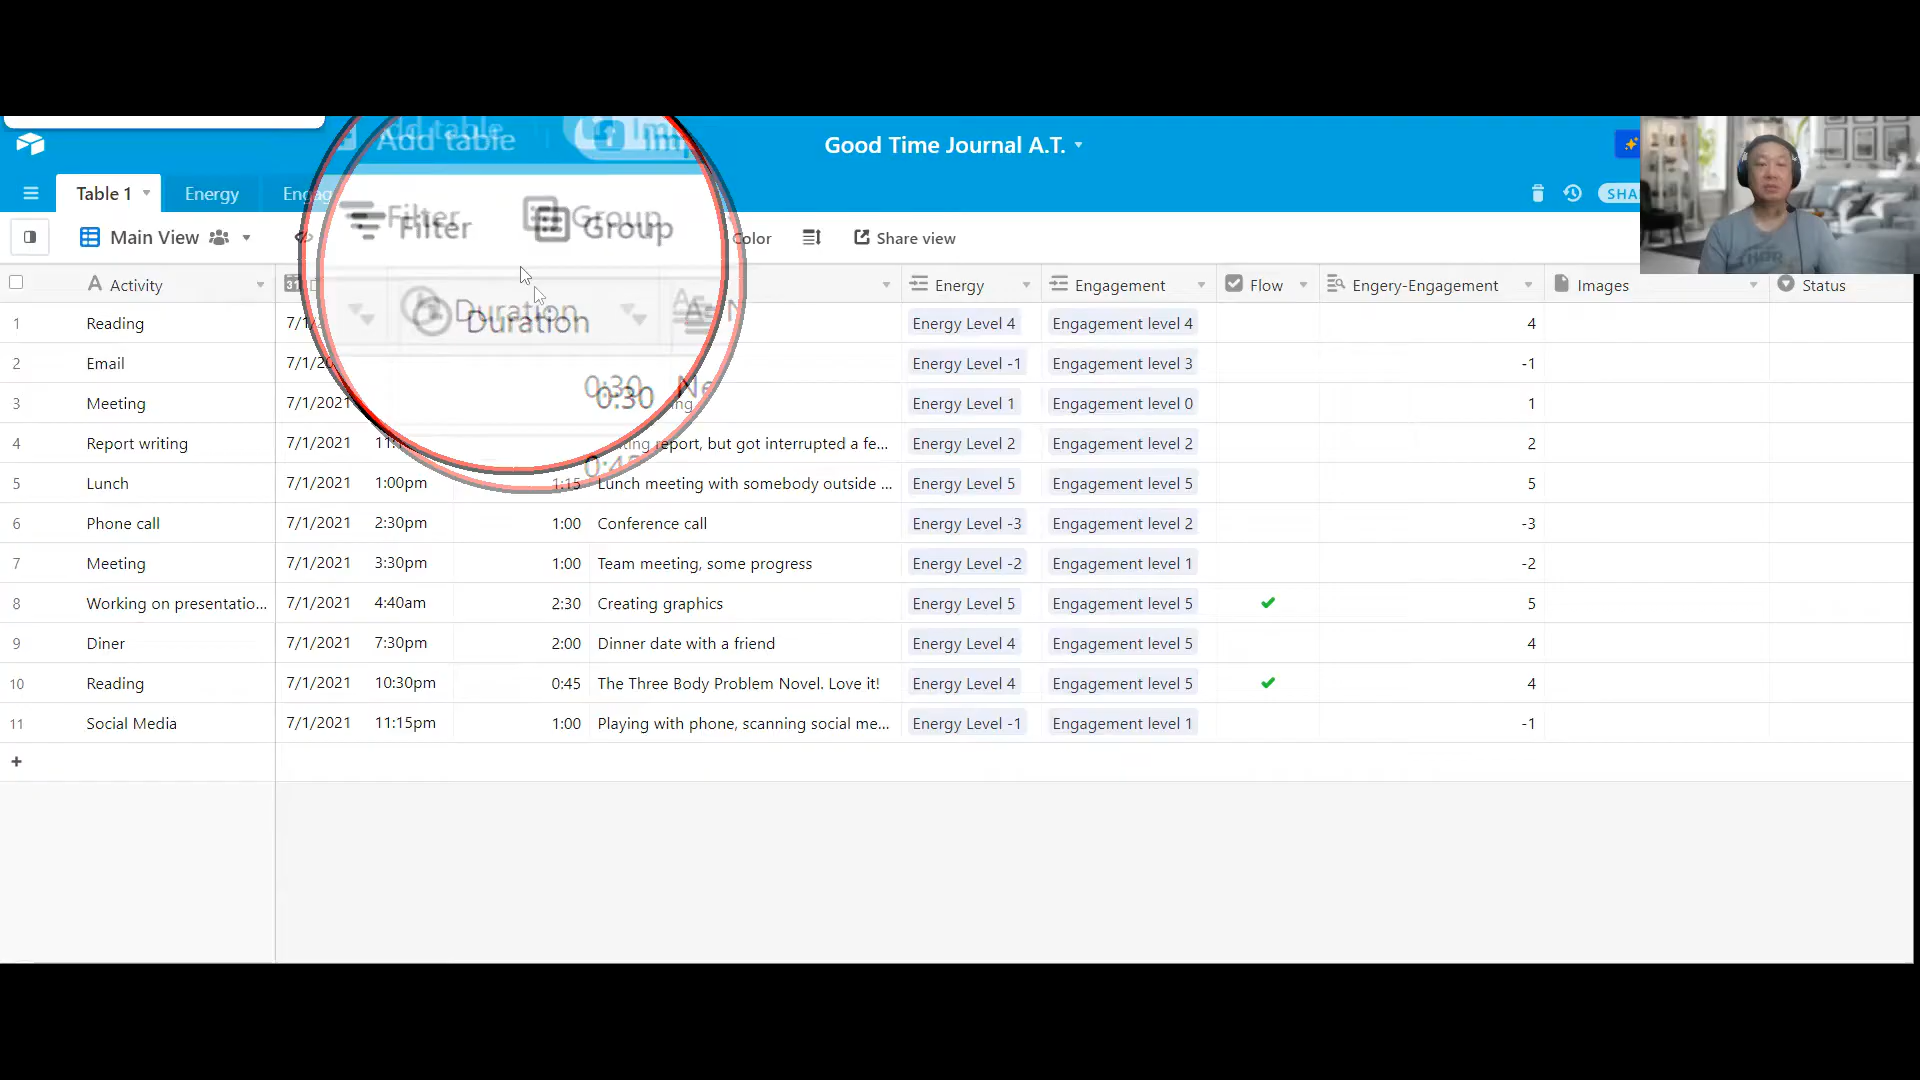 Good Time Journal A.T.
Add table
Table 1 Energy
SHA
Main View Filter Group Color Share view
Activity Duration Energy Engagement Flow Engery-Engagement Images Status
1 Reading 0:30 Energy Level 4 Engagement level 4 4
2 Email Energy Level -1 Engagement level 3 -1
3 Meeting 7/1/2021 Energy Level 1 Engagement level 0 1
4 Report writing 7/1/2021 report, but got interrupted a fe... Energy Level 2 Engagement level 2 2
5 Lunch 7/1/2021 1:00pm 1:15 Lunch meeting with somebody outside ... Energy Level 5 Engagement level 5 5
6 Phone call 7/1/2021 2:30pm 1:00 Conference call Energy Level -3 Engagement level 2 -3
7 Meeting 7/1/2021 3:30pm 1:00 Team meeting, some progress Energy Level -2 Engagement level 1 -2
8 Working on presentatio... 7/1/2021 4:40am 2:30 Creating graphics Energy Level 5 Engagement level 5 5
9 Diner 7/1/2021 7:30pm 2:00 Dinner date with a friend Energy Level 4 Engagement level 5 4
10 Reading 7/1/2021 10:30pm 0:45 The Three Body Problem Novel. Love it! Energy Level 4 Engagement level 5 4
11 Social Media 7/1/2021 11:15pm 1:00 Playing with phone, scanning social me... Energy Level -1 Engagement level 1 -1
+